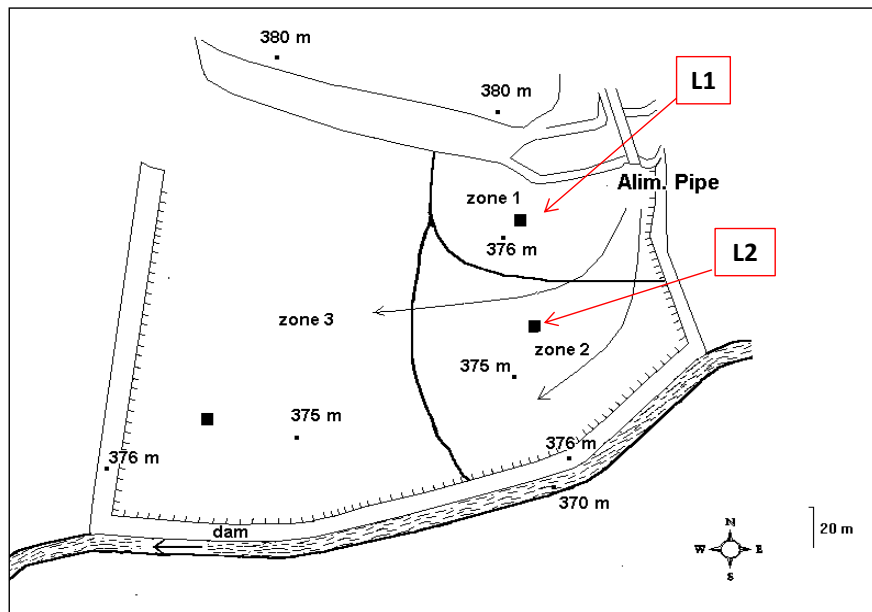 380 m
380 m
L1
Alim. Pipe
zone 1
376 m
L2
zone 3
zone 2
375 m
375 m
376 m
376 m
370 m
dam
N
W E
S
20 m